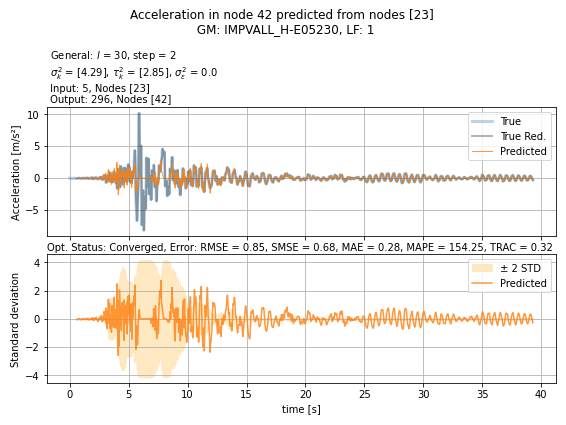 Acceleration in node 42 predicted from nodes [23]
GM: IMPVALL_H-E05230, LF: 1
General: l = 30, step = 2
σ²ₖ = [4.29], τ²ₖ = [2.85], σ²ε = 0.0
Input: 5, Nodes [23]
Output: 296, Nodes [42]
Acceleration [m/s²]
10
5
0
−5
True
True Red.
Predicted
Opt. Status: Converged, Error: RMSE = 0.85, SMSE = 0.68, MAE = 0.28, MAPE = 154.25, TRAC = 0.32
Standard deviation
4
2
0
−2
−4
± 2 STD
Predicted
0 5 10 15 20 25 30 35 40
time [s]